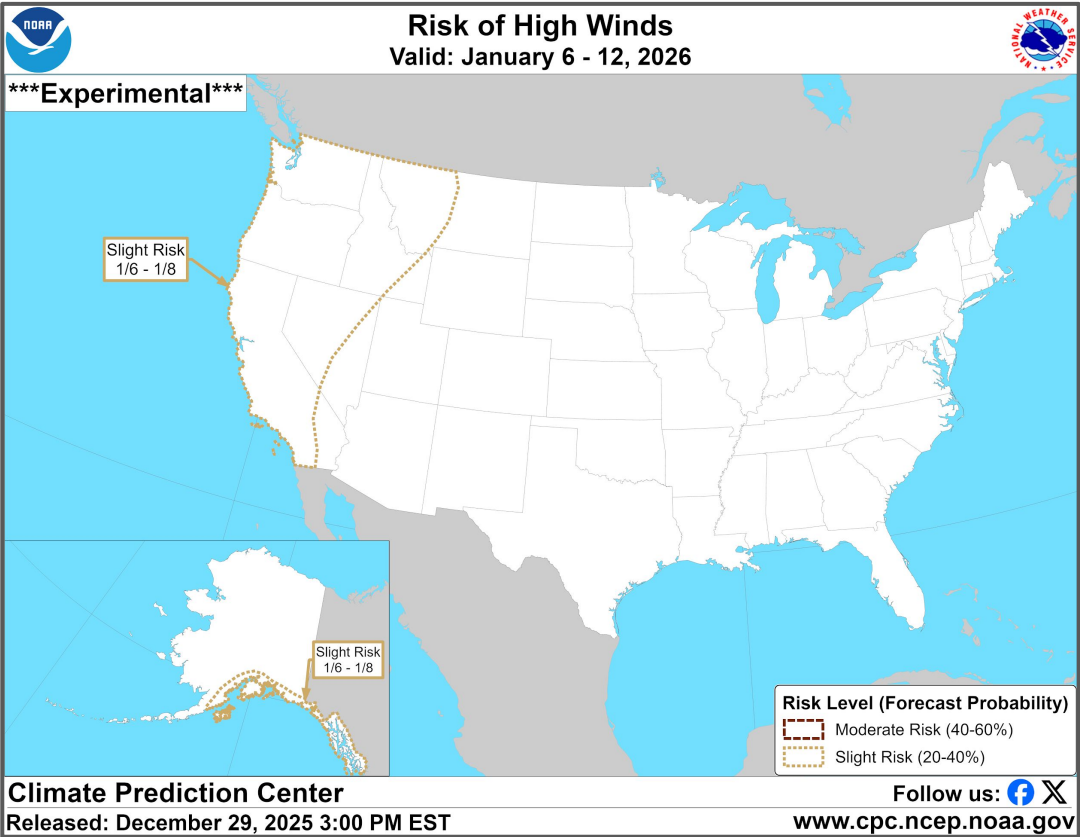 NOAA
Risk of High Winds
Valid: January 6 - 12, 2026
NATIONAL WEATHER SERVICE
***Experimental***
Slight Risk
1/6 - 1/8
Slight Risk
1/6 - 1/8
Risk Level (Forecast Probability)
Moderate Risk (40-60%)
Slight Risk (20-40%)
Climate Prediction Center
Follow us:
Released: December 29, 2025 3:00 PM EST
www.cpc.ncep.noaa.gov